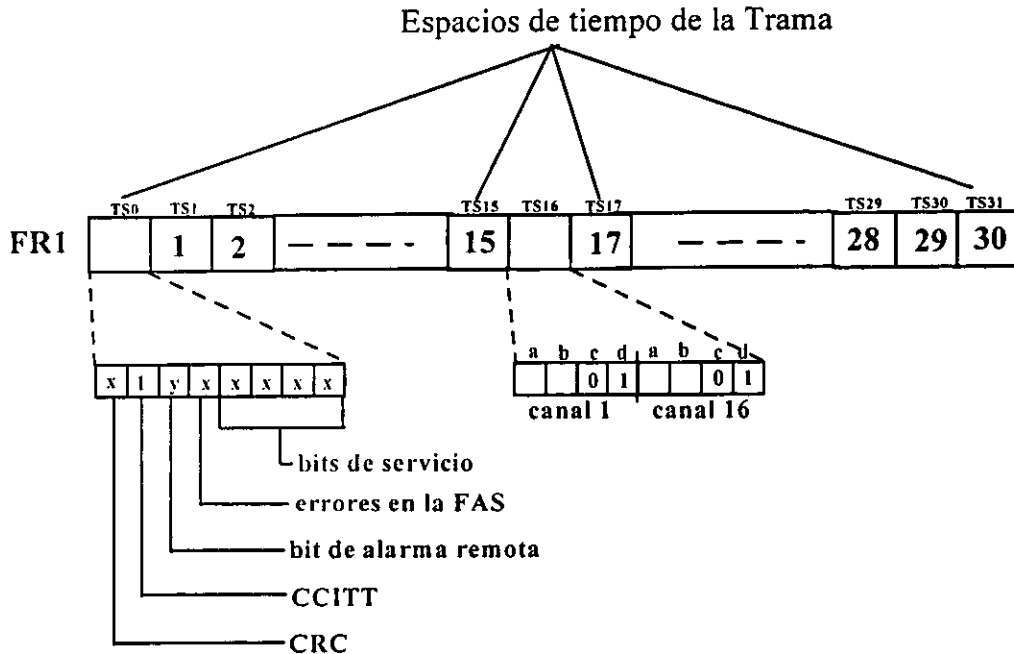 Espacios de tiempo de la Trama
TS0 TS1 TS2 TS15 TS16 TS17 TS29 TS30 TS31
FR1 1 2 15 17 28 29 30
a b c d a b c d
x 1 y x x x x x
0 1 0 1
canal 1 canal 16
bits de servicio
errores en la FAS
bit de alarma remota
CCITT
CRC